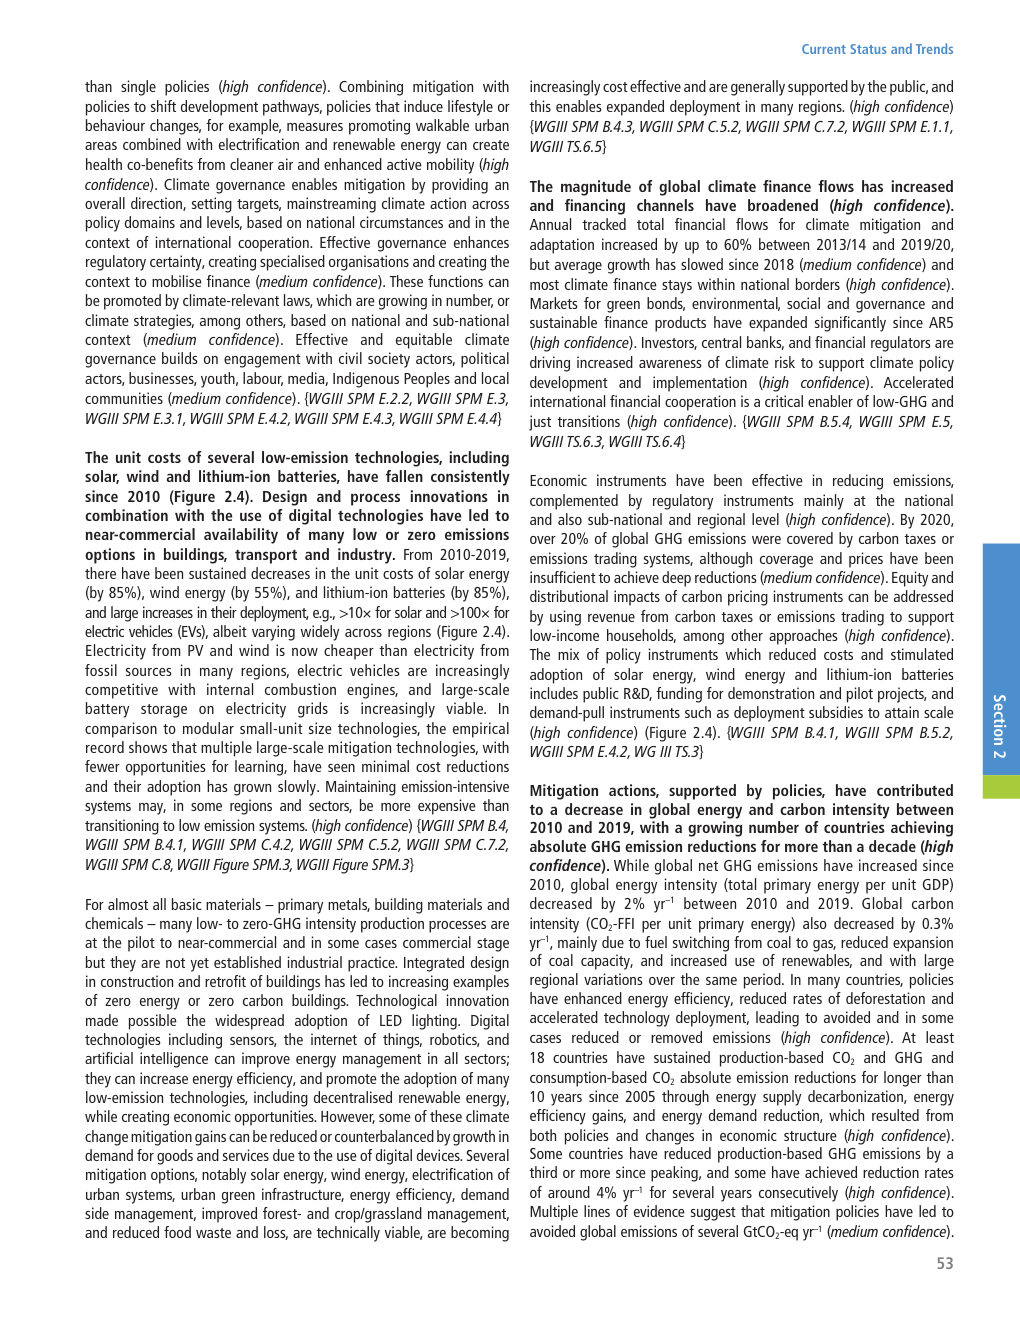 Current Status and Trends
than single policies (high confidence). Combining mitigation with
policies to shift development pathways, policies that induce lifestyle or
behaviour changes, for example, measures promoting walkable urban
areas combined with electrification and renewable energy can create
health co-benefits from cleaner air and enhanced active mobility (high
confidence). Climate governance enables mitigation by providing an
overall direction, setting targets, mainstreaming climate action across
policy domains and levels, based on national circumstances and in the
context of international cooperation. Effective governance enhances
regulatory certainty, creating specialised organisations and creating the
context to mobilise finance (medium confidence). These functions can
be promoted by climate-relevant laws, which are growing in number, or
climate strategies, among others, based on national and sub-national
context (medium confidence). Effective and equitable climate
governance builds on engagement with civil society actors, political
actors, businesses, youth, labour, media, Indigenous Peoples and local
communities (medium confidence). {WGIII SPM E.2.2, WGIII SPM E.3,
WGIII SPM E.3.1, WGIII SPM E.4.2, WGIII SPM E.4.3, WGIII SPM E.4.4}
The unit costs of several low-emission technologies, including
solar, wind and lithium-ion batteries, have fallen consistently
since 2010 (Figure 2.4). Design and process innovations in
combination with the use of digital technologies have led to
near-commercial availability of many low or zero emissions
options in buildings, transport and industry. From 2010-2019,
there have been sustained decreases in the unit costs of solar energy
(by 85%), wind energy (by 55%), and lithium-ion batteries (by 85%),
and large increases in their deployment, e.g., >10× for solar and >100× for
electric vehicles (EVs), albeit varying widely across regions (Figure 2.4).
Electricity from PV and wind is now cheaper than electricity from
fossil sources in many regions, electric vehicles are increasingly
competitive with internal combustion engines, and large-scale
battery storage on electricity grids is increasingly viable. In
comparison to modular small-unit size technologies, the empirical
record shows that multiple large-scale mitigation technologies, with
fewer opportunities for learning, have seen minimal cost reductions
and their adoption has grown slowly. Maintaining emission-intensive
systems may, in some regions and sectors, be more expensive than
transitioning to low emission systems. (high confidence) {WGIII SPM B.4,
WGIII SPM B.4.1, WGIII SPM C.4.2, WGIII SPM C.5.2, WGIII SPM C.7.2,
WGIII SPM C.8, WGIII Figure SPM.3, WGIII Figure SPM.3}
For almost all basic materials – primary metals, building materials and
chemicals – many low- to zero-GHG intensity production processes are
at the pilot to near-commercial and in some cases commercial stage
but they are not yet established industrial practice. Integrated design
in construction and retrofit of buildings has led to increasing examples
of zero energy or zero carbon buildings. Technological innovation
made possible the widespread adoption of LED lighting. Digital
technologies including sensors, the internet of things, robotics, and
artificial intelligence can improve energy management in all sectors;
they can increase energy efficiency, and promote the adoption of many
low-emission technologies, including decentralised renewable energy,
while creating economic opportunities. However, some of these climate
change mitigation gains can be reduced or counterbalanced by growth in
demand for goods and services due to the use of digital devices. Several
mitigation options, notably solar energy, wind energy, electrification of
urban systems, urban green infrastructure, energy efficiency, demand
side management, improved forest- and crop/grassland management,
and reduced food waste and loss, are technically viable, are becoming
increasingly cost effective and are generally supported by the public, and
this enables expanded deployment in many regions. (high confidence)
{WGIII SPM B.4.3, WGIII SPM C.5.2, WGIII SPM C.7.2, WGIII SPM E.1.1,
WGIII TS.6.5}
The magnitude of global climate finance flows has increased
and financing channels have broadened (high confidence).
Annual tracked total financial flows for climate mitigation and
adaptation increased by up to 60% between 2013/14 and 2019/20,
but average growth has slowed since 2018 (medium confidence) and
most climate finance stays within national borders (high confidence).
Markets for green bonds, environmental, social and governance and
sustainable finance products have expanded significantly since AR5
(high confidence). Investors, central banks, and financial regulators are
driving increased awareness of climate risk to support climate policy
development and implementation (high confidence). Accelerated
international financial cooperation is a critical enabler of low-GHG and
just transitions (high confidence). {WGIII SPM B.5.4, WGIII SPM E.5,
WGIII TS.6.3, WGIII TS.6.4}
Economic instruments have been effective in reducing emissions,
complemented by regulatory instruments mainly at the national
and also sub-national and regional level (high confidence). By 2020,
over 20% of global GHG emissions were covered by carbon taxes or
emissions trading systems, although coverage and prices have been
insufficient to achieve deep reductions (medium confidence). Equity and
distributional impacts of carbon pricing instruments can be addressed
by using revenue from carbon taxes or emissions trading to support
low-income households, among other approaches (high confidence).
The mix of policy instruments which reduced costs and stimulated
adoption of solar energy, wind energy and lithium-ion batteries
includes public R&D, funding for demonstration and pilot projects, and
demand-pull instruments such as deployment subsidies to attain scale
(high confidence) (Figure 2.4). {WGIII SPM B.4.1, WGIII SPM B.5.2,
WGIII SPM E.4.2, WG III TS.3}
Mitigation actions, supported by policies, have contributed
to a decrease in global energy and carbon intensity between
2010 and 2019, with a growing number of countries achieving
absolute GHG emission reductions for more than a decade (high
confidence). While global net GHG emissions have increased since
2010, global energy intensity (total primary energy per unit GDP)
decreased by 2% yr⁻¹ between 2010 and 2019. Global carbon
intensity (CO₂-FFI per unit primary energy) also decreased by 0.3%
yr⁻¹, mainly due to fuel switching from coal to gas, reduced expansion
of coal capacity, and increased use of renewables, and with large
regional variations over the same period. In many countries, policies
have enhanced energy efficiency, reduced rates of deforestation and
accelerated technology deployment, leading to avoided and in some
cases reduced or removed emissions (high confidence). At least
18 countries have sustained production-based CO₂ and GHG and
consumption-based CO₂ absolute emission reductions for longer than
10 years since 2005 through energy supply decarbonization, energy
efficiency gains, and energy demand reduction, which resulted from
both policies and changes in economic structure (high confidence).
Some countries have reduced production-based GHG emissions by a
third or more since peaking, and some have achieved reduction rates
of around 4% yr⁻¹ for several years consecutively (high confidence).
Multiple lines of evidence suggest that mitigation policies have led to
avoided global emissions of several GtCO₂-eq yr⁻¹ (medium confidence).
Section 2
53